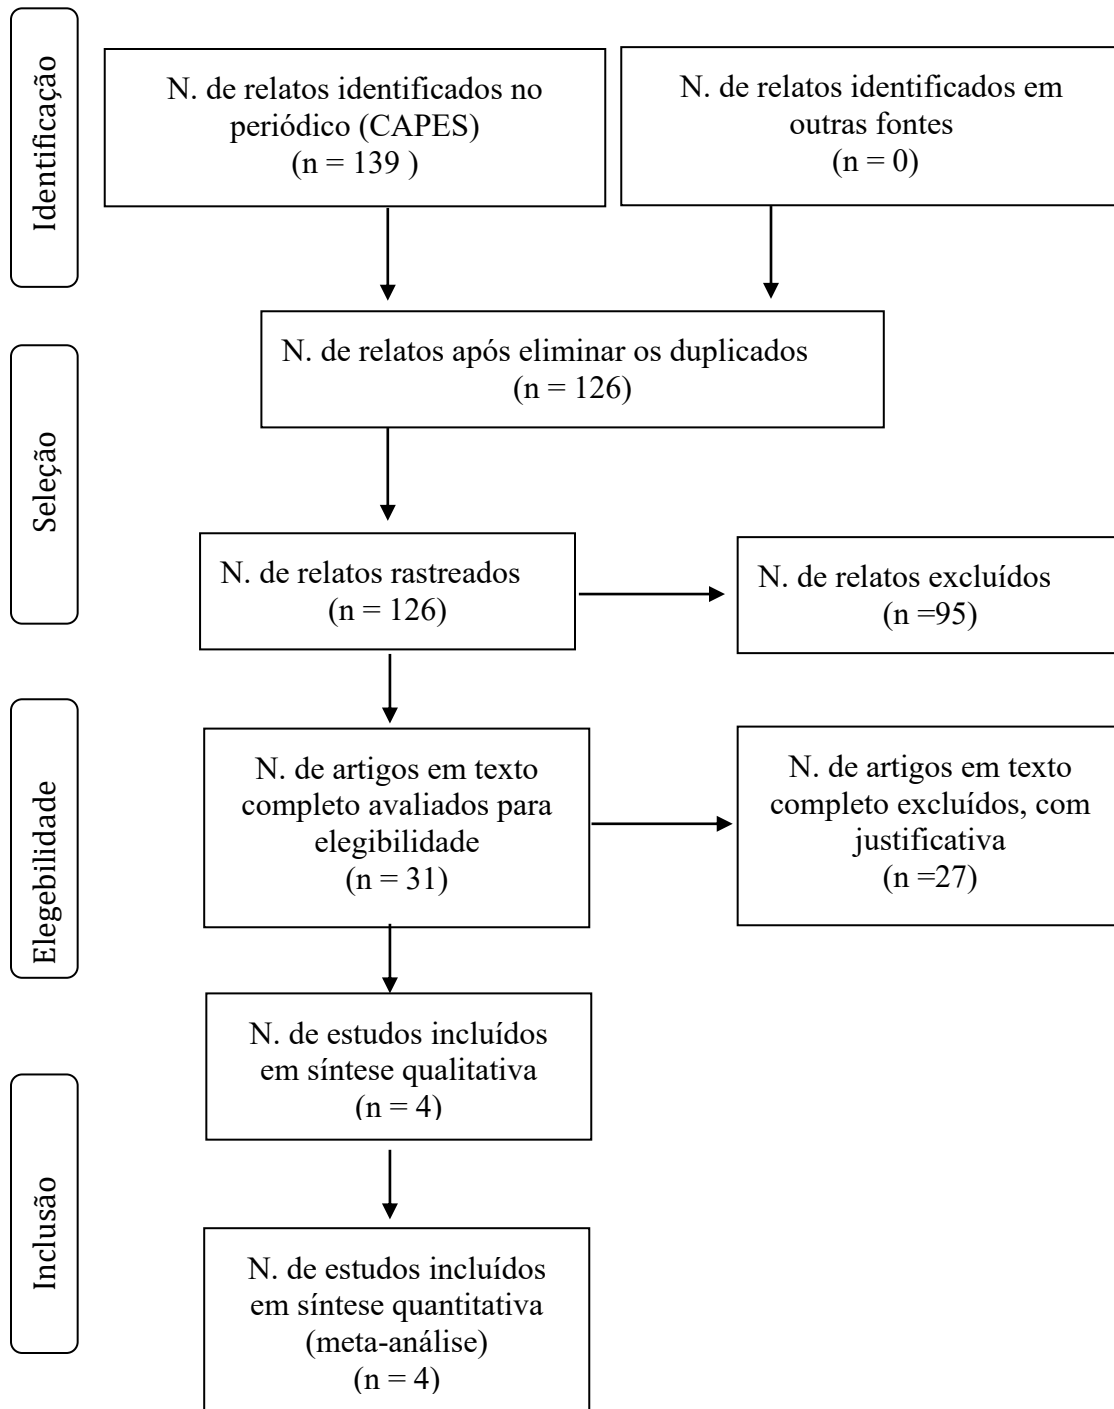 Identificação
N. de relatos identificados no
periódico (CAPES)
(n = 139 )
N. de relatos identificados em
outras fontes
(n = 0)
Seleção
N. de relatos após eliminar os duplicados
(n = 126)
N. de relatos rastreados
(n = 126)
N. de relatos excluídos
(n =95)
Elegebilidade
N. de artigos em texto
completo avaliados para
elegibilidade
(n = 31)
N. de artigos em texto
completo excluídos, com
justificativa
(n =27)
N. de estudos incluídos
em síntese qualitativa
(n = 4)
Inclusão
N. de estudos incluídos
em síntese quantitativa
(meta-análise)
(n = 4)